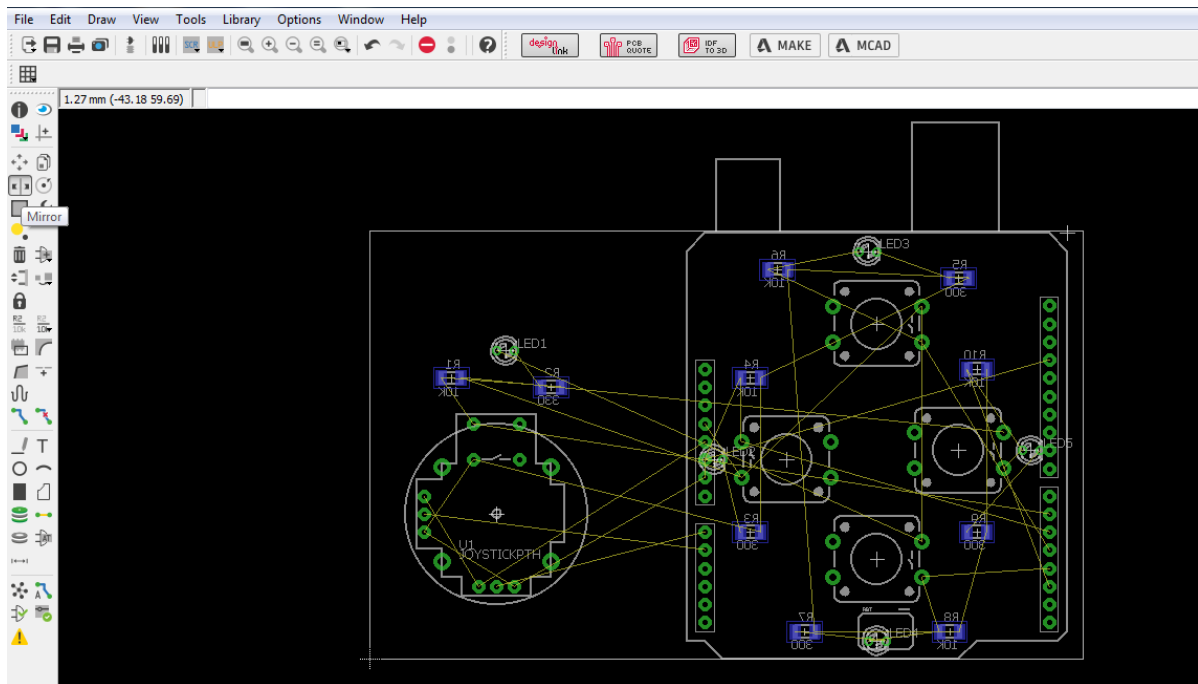 File Edit Draw View Tools Library Options Window Help
design link PCB QUOTE IDF TO 3D MAKE MCAD
1.27 mm (-43.18 59.69)
Mirror
LED3
R6
10K
R5
300
LED1
R1
10K
R2
330
R4
10K
R10
10K
LED2
LED5
R3
300
R9
300
U1
JOYSTICKPTH
R7
300
R8
10K
LED4